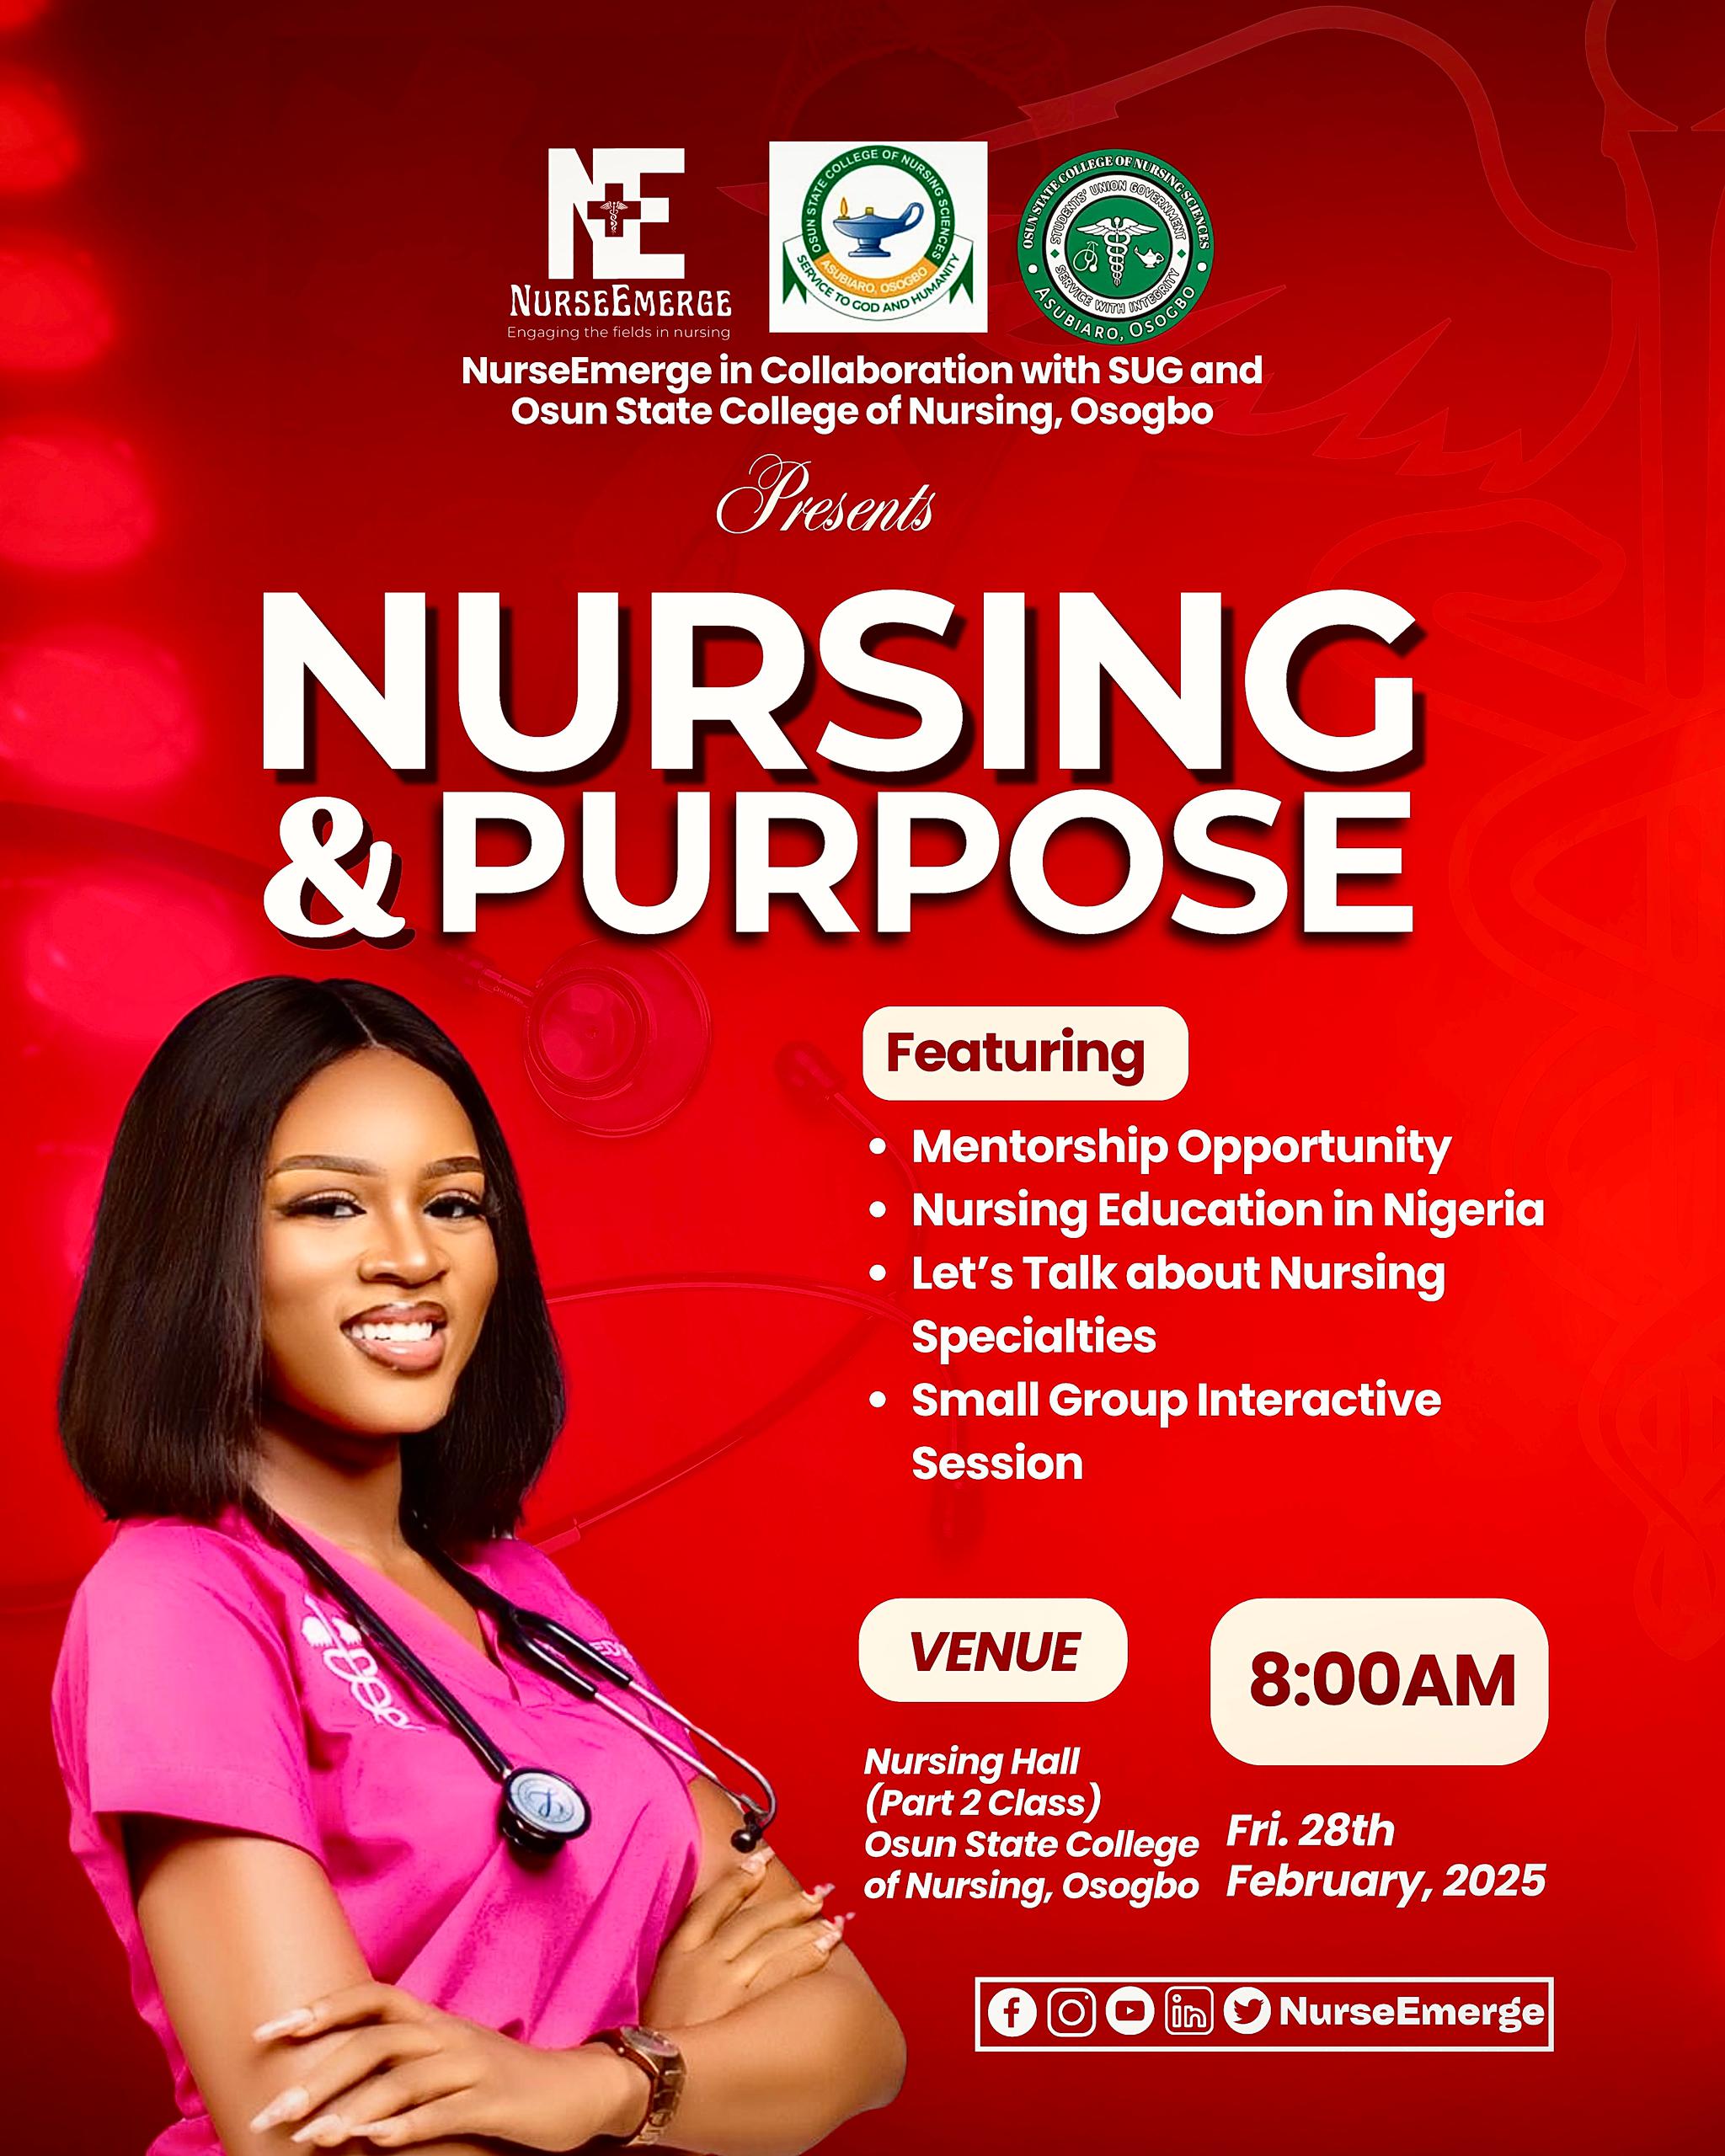 NE
NURSEEMERGE
Engaging the fields in nursing
OSUN STATE COLLEGE OF NURSING SCIENCES
ASUBIARO, OSOGBO
SERVICE TO GOD AND HUMANITY
OSUN STATE COLLEGE OF NURSING SCIENCES
STUDENTS' UNION GOVERNMENT
SERVICE WITH INTEGRITY
ASUBIARO, OSOGBO
NurseEmerge in Collaboration with SUG and
Osun State College of Nursing, Osogbo
Presents
NURSING
& PURPOSE
Featuring
• Mentorship Opportunity
• Nursing Education in Nigeria
• Let's Talk about Nursing
Specialties
• Small Group Interactive
Session
VENUE
Nursing Hall
(Part 2 Class)
Osun State College
of Nursing, Osogbo
8:00AM
Fri. 28th
February, 2025
NurseEmerge